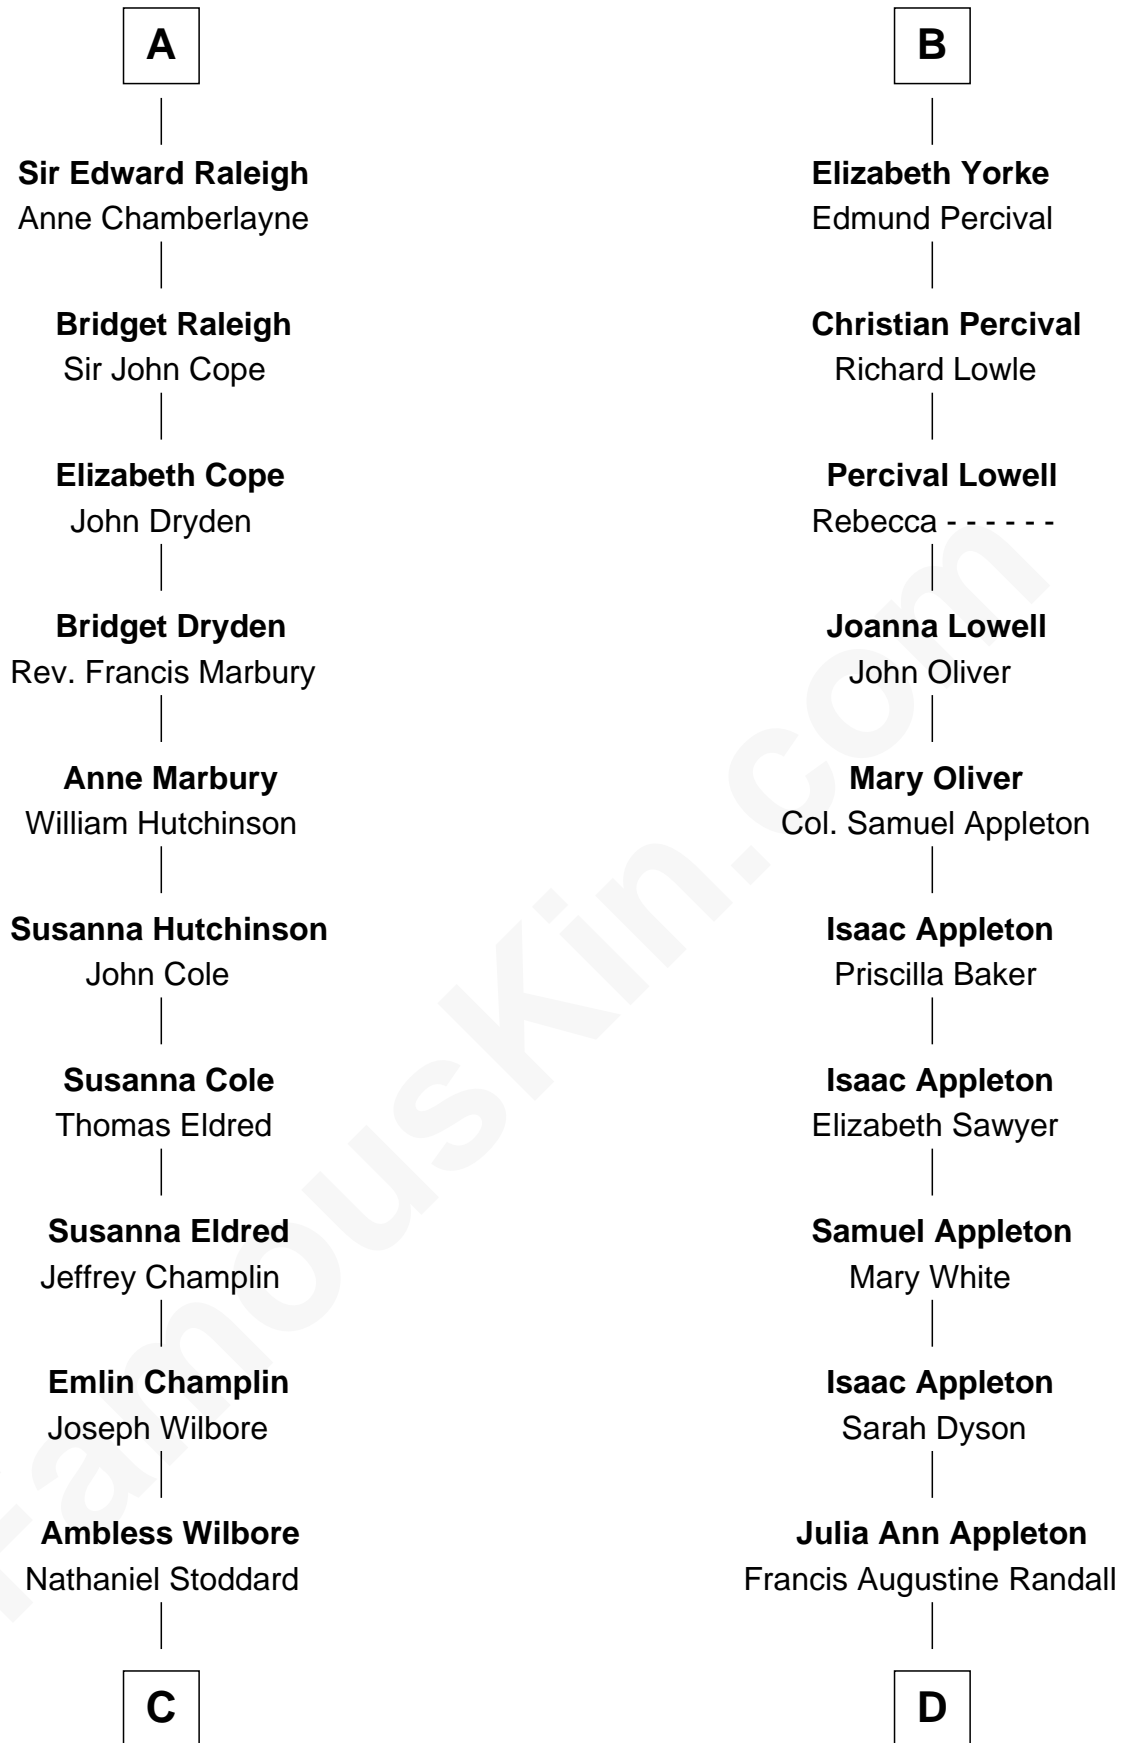 A
Sir Edward Raleigh
Anne Chamberlayne
Bridget Raleigh
Sir John Cope
Elizabeth Cope
John Dryden
Bridget Dryden
Rev. Francis Marbury
Anne Marbury
William Hutchinson
Susanna Hutchinson
John Cole
Susanna Cole
Thomas Eldred
Susanna Eldred
Jeffrey Champlin
Emlin Champlin
Joseph Wilbore
Ambless Wilbore
Nathaniel Stoddard
C
B
Elizabeth Yorke
Edmund Percival
Christian Percival
Richard Lowle
Percival Lowell
Rebecca - - - - - -
Joanna Lowell
John Oliver
Mary Oliver
Col. Samuel Appleton
Isaac Appleton
Priscilla Baker
Isaac Appleton
Elizabeth Sawyer
Samuel Appleton
Mary White
Isaac Appleton
Sarah Dyson
Julia Ann Appleton
Francis Augustine Randall
D
FamousKin.com